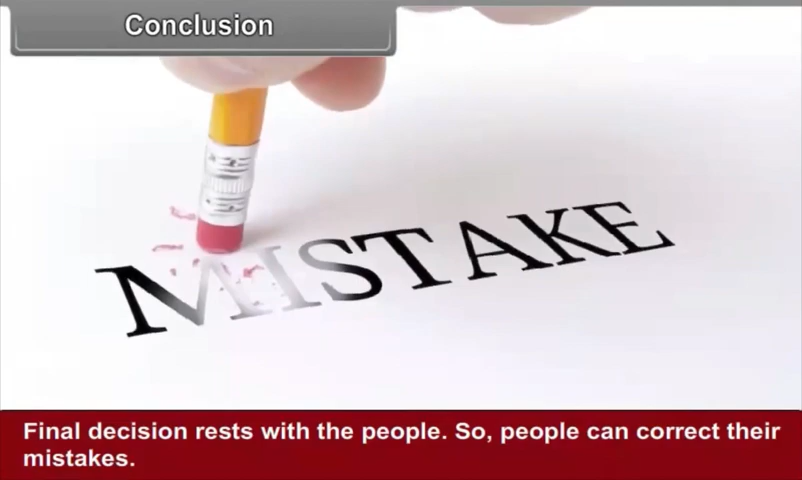 Conclusion
MISTAKE
Final decision rests with the people. So, people can correct their
mistakes.